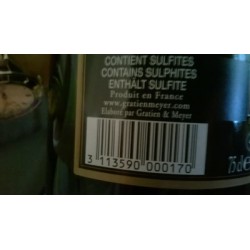 CONTIENT SULFITES
CONTAINS SULPHITES
ENTHÄLT SULFITE
Produit en France
www.gratienmeyer.com
Elaboré par Gratien & Meyer
3 113590 000170
75cl